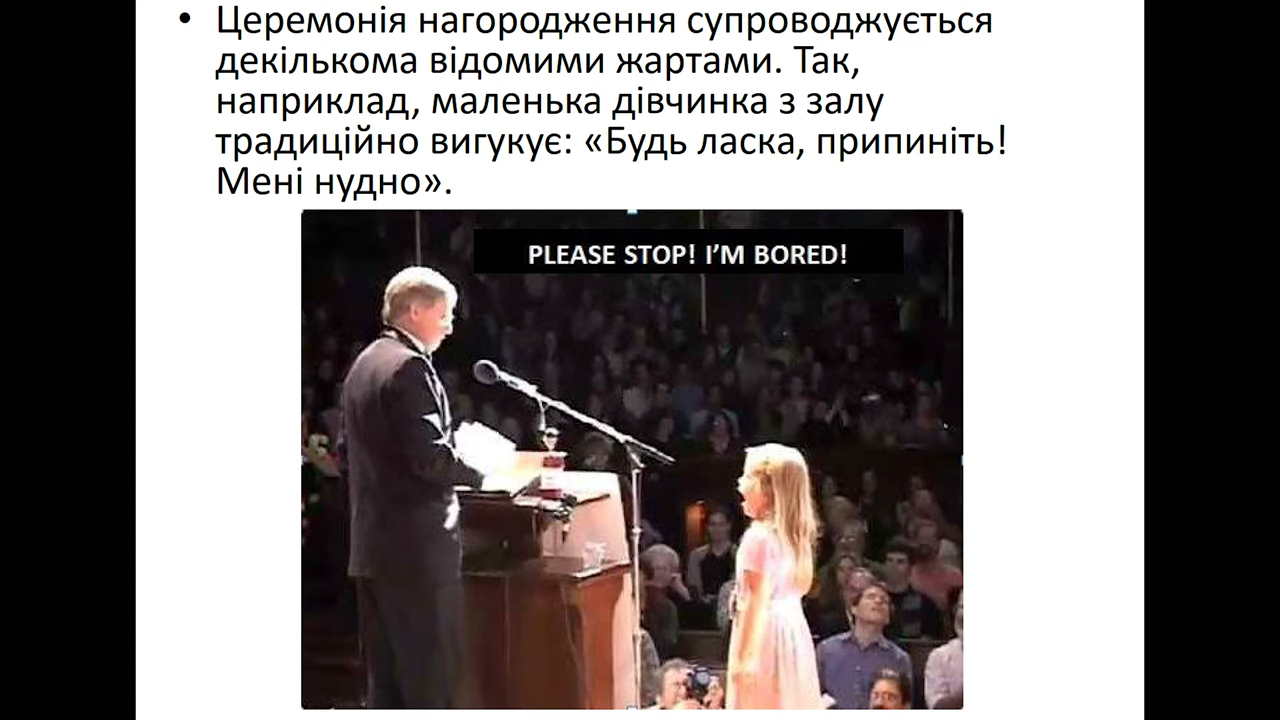 • Церемонія нагородження супроводжується
декількома відомими жартами. Так,
наприклад, маленька дівчинка з залу
традиційно вигукує: «Будь ласка, припиніть!
Мені нудно».
PLEASE STOP! I’M BORED!